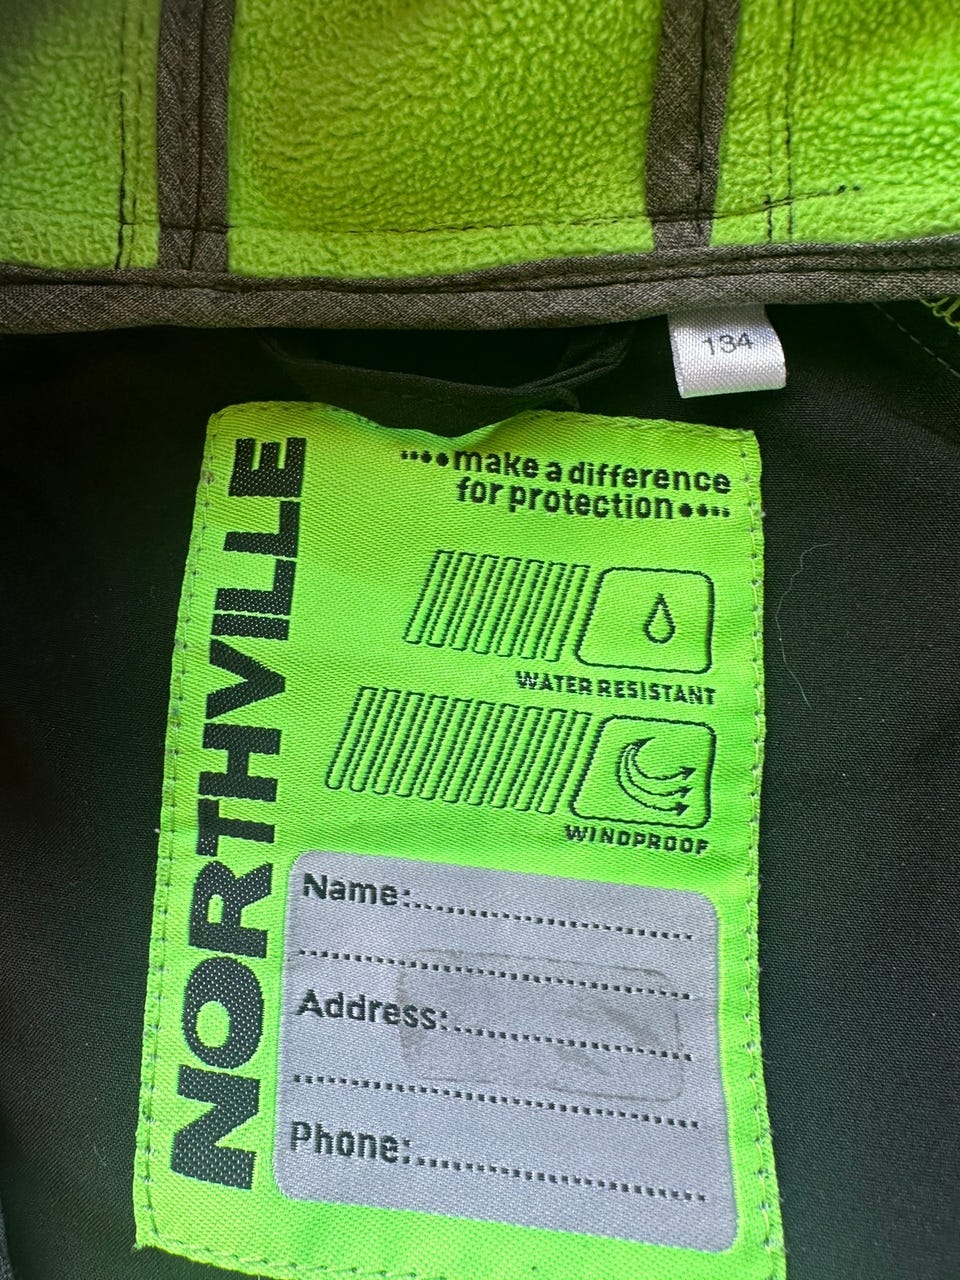 134
NORTHVILLE
make a difference
for protection
WATER RESISTANT
WINDPROOF
Name:
Address:
Phone: